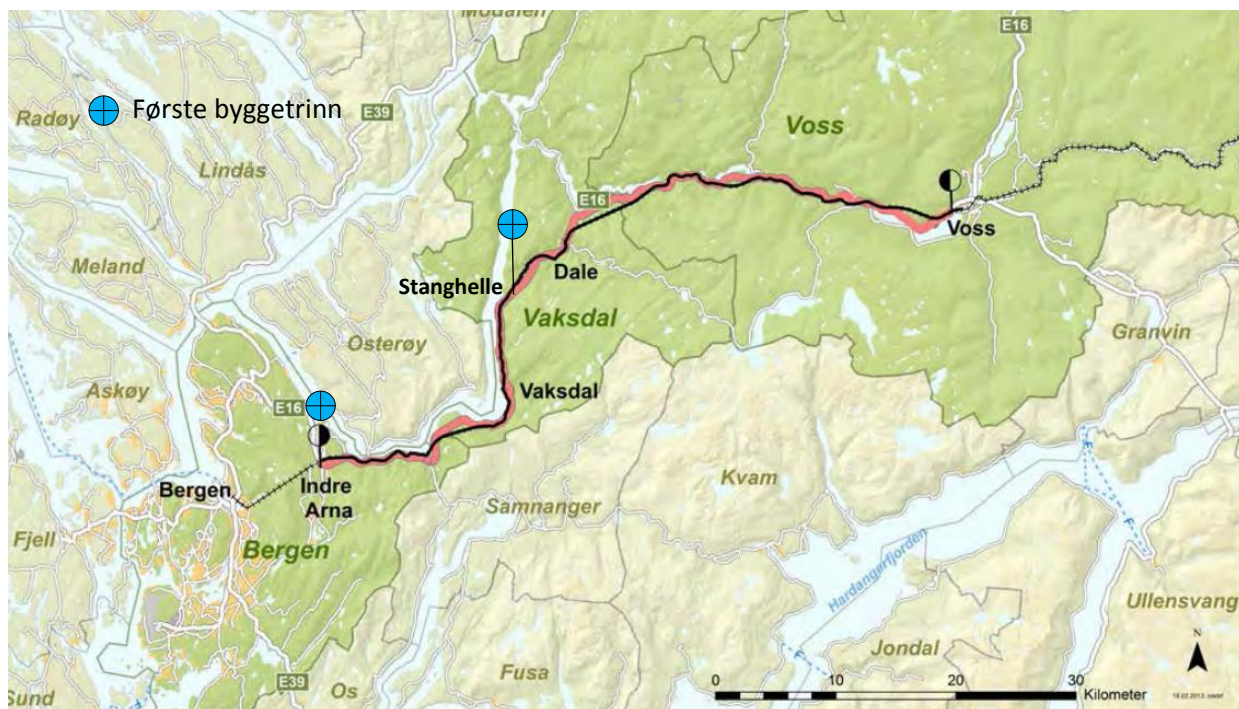 Modalen
E16
Første byggetrinn
E39
Radøy
Lindås
Voss
E16
Voss
Meland
Stanghelle
Dale
Vaksdal
Granvin
Osterøy
Askøy
Vaksdal
E16
Kvam
Bergen
Indre
Arna
Samnanger
Fjell
Bergen
Hardangerfjorden
F
F
Ullensvang
Jondal
F
N
Fusa
E39
Os
Sund
0 10 20 30
Kilometer